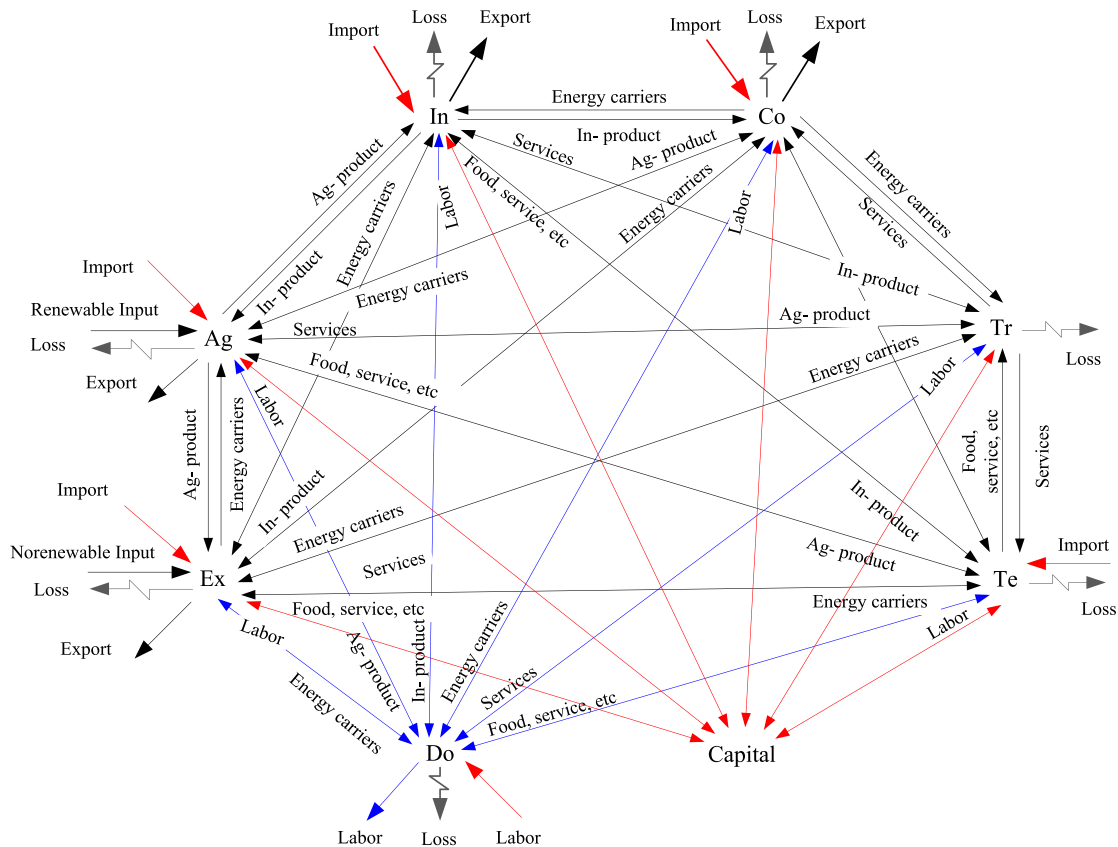 Loss
Export
Import
Loss
Export
Import
In
Energy carriers
Co
In- product
Services
Ag- product
Food, service, etc
Energy carriers
Labor
Energy carriers
Labor
Energy carriers
Services
Ag- product
In- product
Energy carriers
In- product
Import
Renewable Input
Loss
Ag
Export
Services
Ag- product
Tr
Loss
Food, service, etc
Energy carriers
Labor
Labor
Ag- product
Energy carriers
Food,
service, etc
Services
Import
Norenewable Input
Loss
Ex
Export
In- product
Energy carriers
Services
In- product
Ag- product
Import
Te
Loss
Food, service, etc
Energy carriers
Labor
Labor
Energy carriers
Ag- product
In- product
Energy carriers
Services
Food, service, etc
Do
Capital
Labor
Loss
Labor